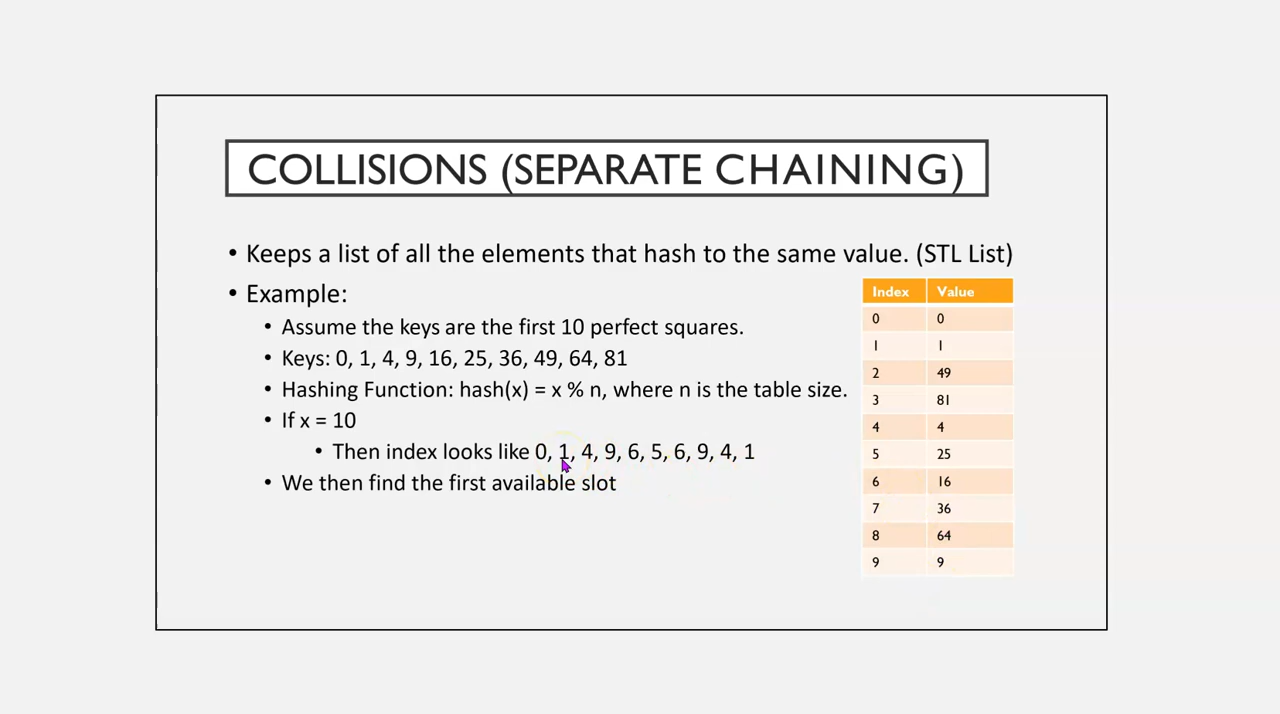 COLLISIONS (SEPARATE CHAINING)
• Keeps a list of all the elements that hash to the same value. (STL List)
• Example:
• Assume the keys are the first 10 perfect squares.
• Keys: 0, 1, 4, 9, 16, 25, 36, 49, 64, 81
• Hashing Function: hash(x) = x % n, where n is the table size.
• If x = 10
• Then index looks like 0, 1, 4, 9, 6, 5, 6, 9, 4, 1
• We then find the first available slot
Index Value
0 0
1 1
2 49
3 81
4 4
5 25
6 16
7 36
8 64
9 9